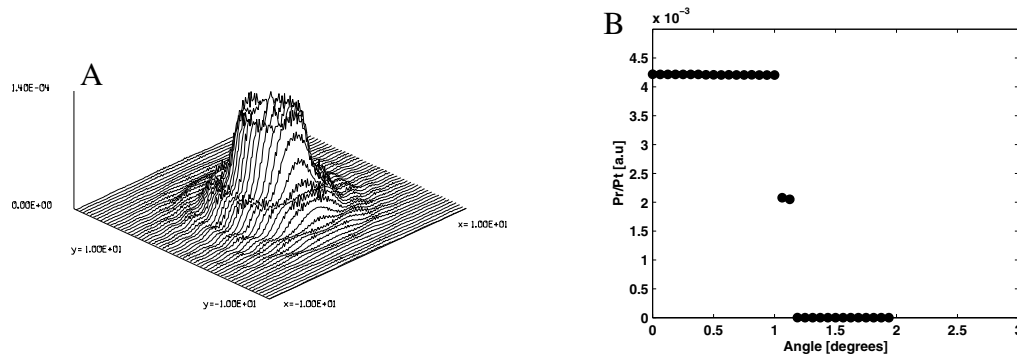 A
1.40E-04
0.00E+00
y= 1.00E+01
x= 1.00E+01
y=-1.00E+01
x=-1.00E+01
B
x 10⁻³
4.5
4
3.5
3
2.5
2
1.5
1
0.5
0
Pr/Pt [a.u]
0 0.5 1 1.5 2 2.5 3
Angle [degrees]